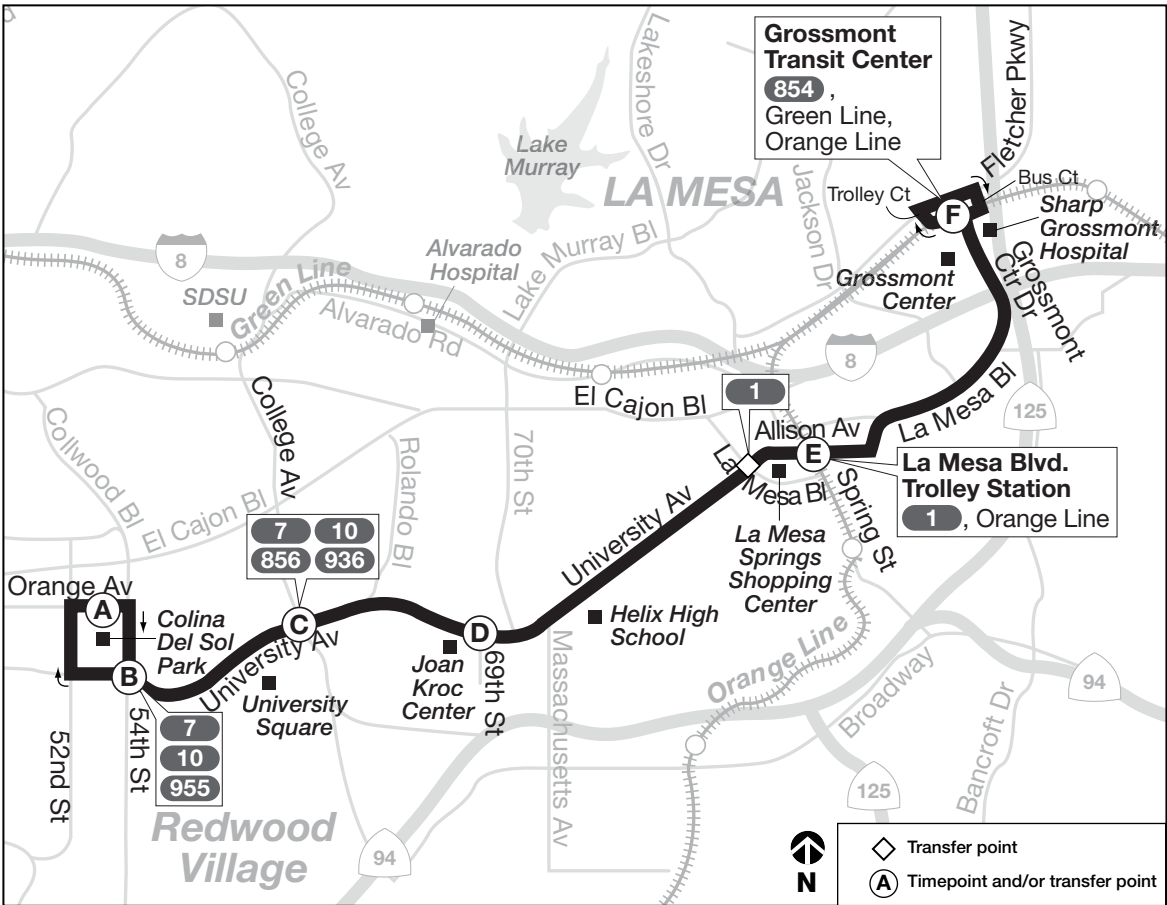 Grossmont
Transit Center
854 ,
Green Line,
Orange Line
Fletcher Pkwy
Lakeshore Dr
College Av
Lake
Murray
LA MESA
Jackson Dr
Trolley Ct
Bus Ct
F
Sharp
Grossmont
Hospital
Grossmont
Center
Grossmont
Ctr Dr
8
SDSU
Green Line
Alvarado
Hospital
Lake Murray Bl
Alvarado Rd
8
El Cajon Bl
1
125
College Av
Collwood Bl
El Cajon Bl
Rolando Bl
70th St
Allison Av
La Mesa Bl
E
La Mesa Bl
Spring St
La Mesa Blvd.
Trolley Station
1 , Orange Line
La Mesa
Springs
Shopping
Center
University Av
7 10
856 936
Orange Av
A
Colina
Del Sol
Park
B
C
University Av
University
Square
D
Joan
Kroc
Center
69th St
Helix High
School
Massachusetts Av
Orange Line
Broadway
94
Bancroft Dr
125
7
10
955
52nd St
54th St
Redwood
Village
94
N
Transfer point
A Timepoint and/or transfer point